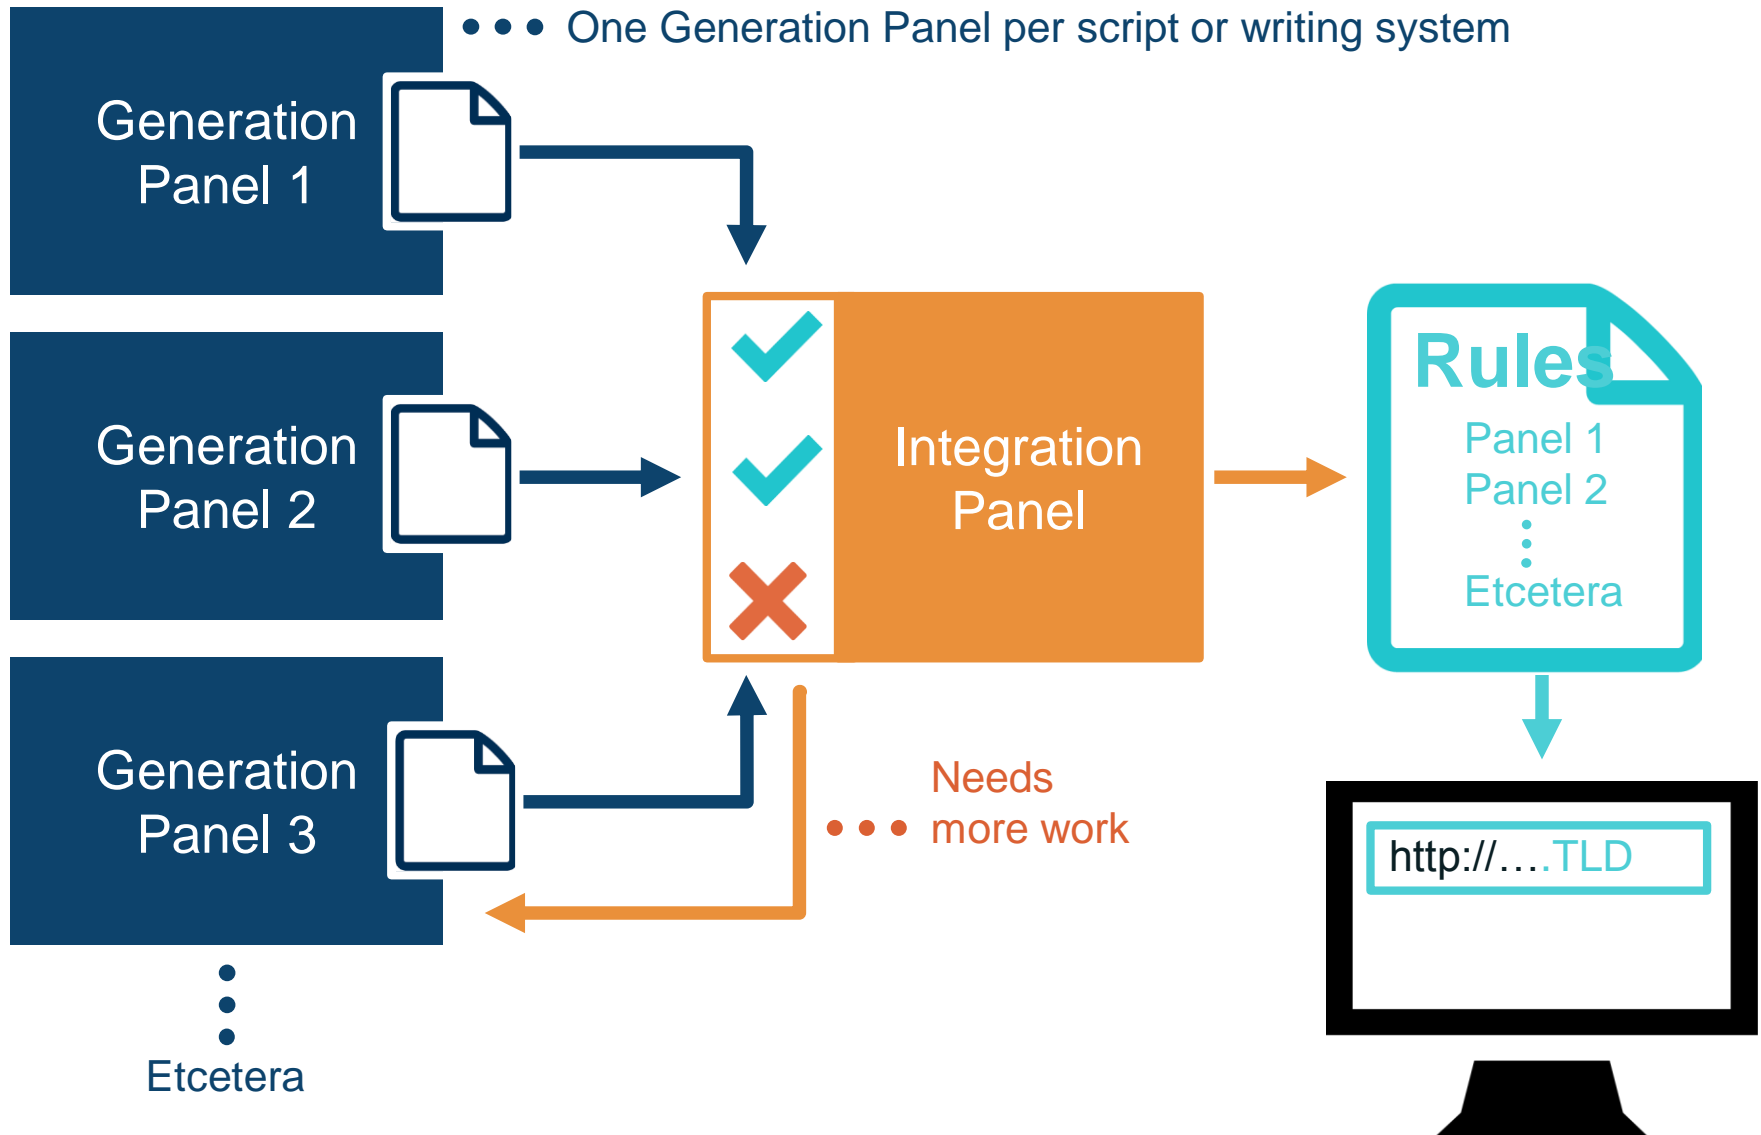 One Generation Panel per script or writing system
Generation
Panel 1
Generation
Panel 2
Generation
Panel 3
Etcetera
Integration
Panel
Needs
more work
Rules
Panel 1
Panel 2
Etcetera
http://….TLD